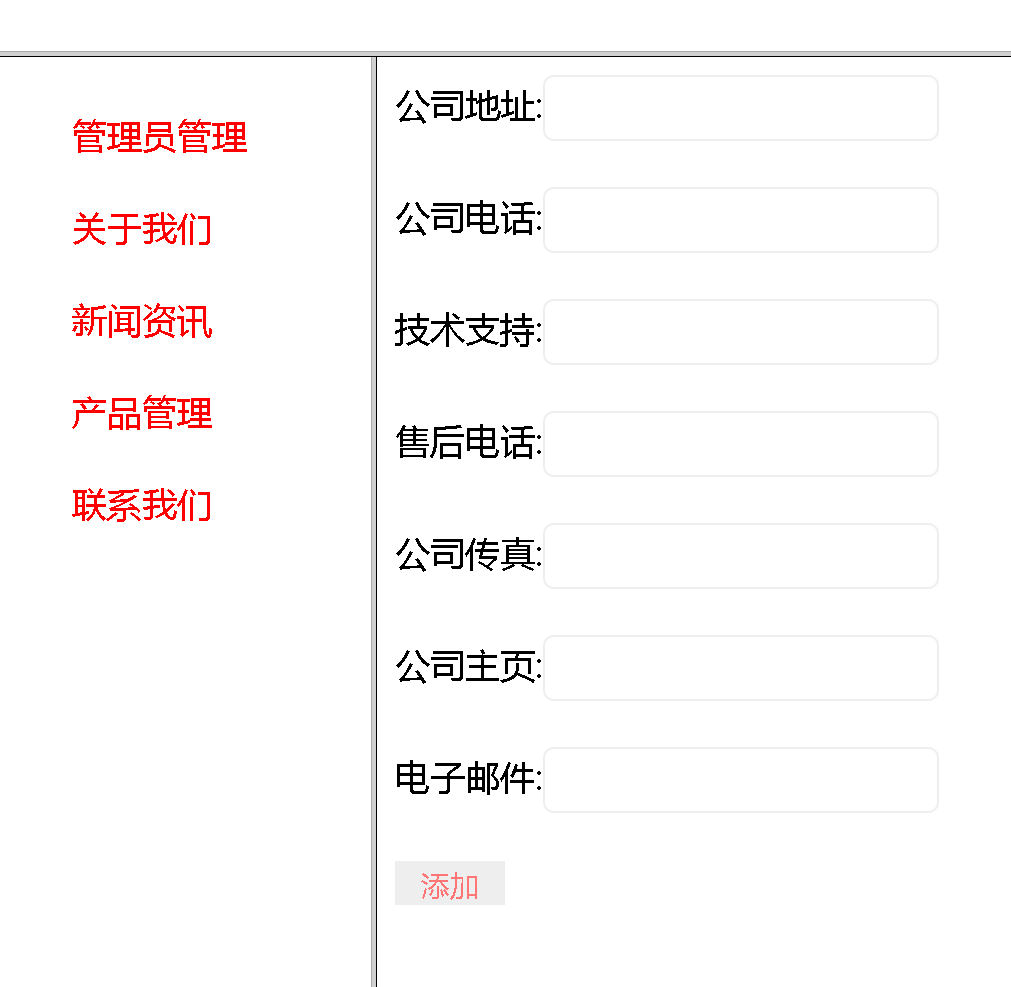 管理员管理
关于我们
新闻资讯
产品管理
联系我们
公司地址:
公司电话:
技术支持:
售后电话:
公司传真:
公司主页:
电子邮件:
添加